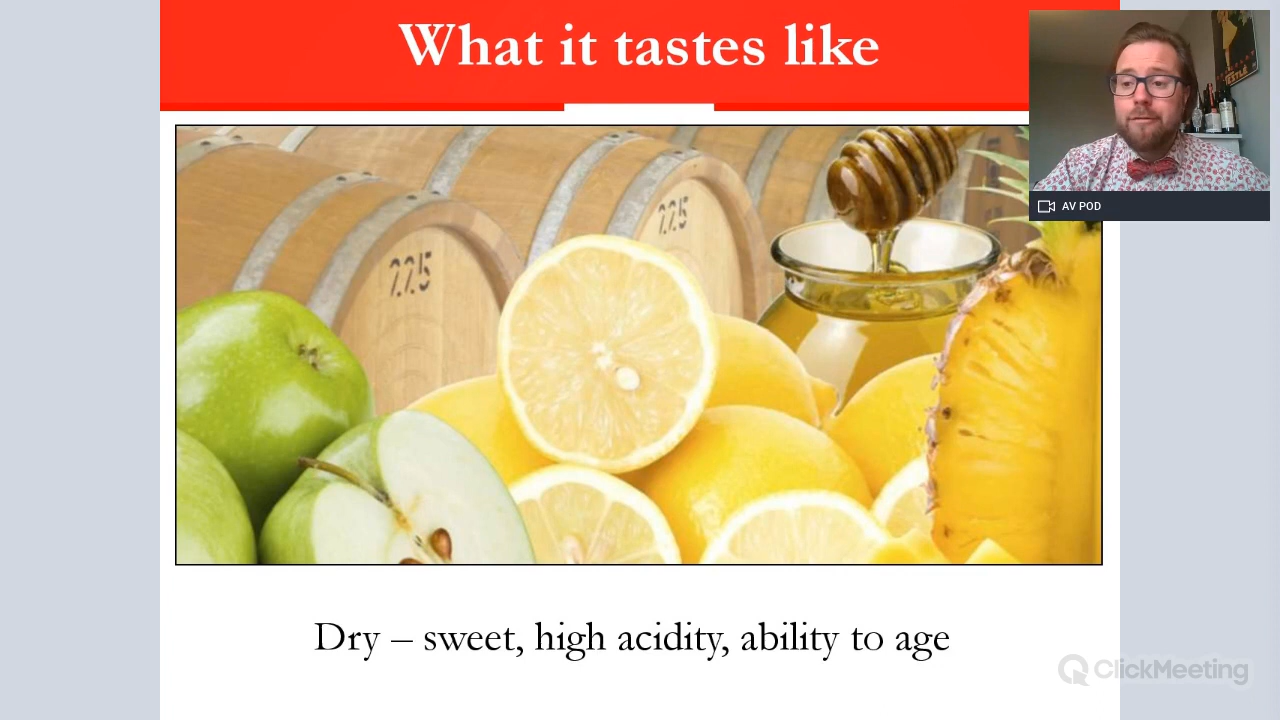 What it tastes like
AV POD
225
225
Dry – sweet, high acidity, ability to age
ClickMeeting